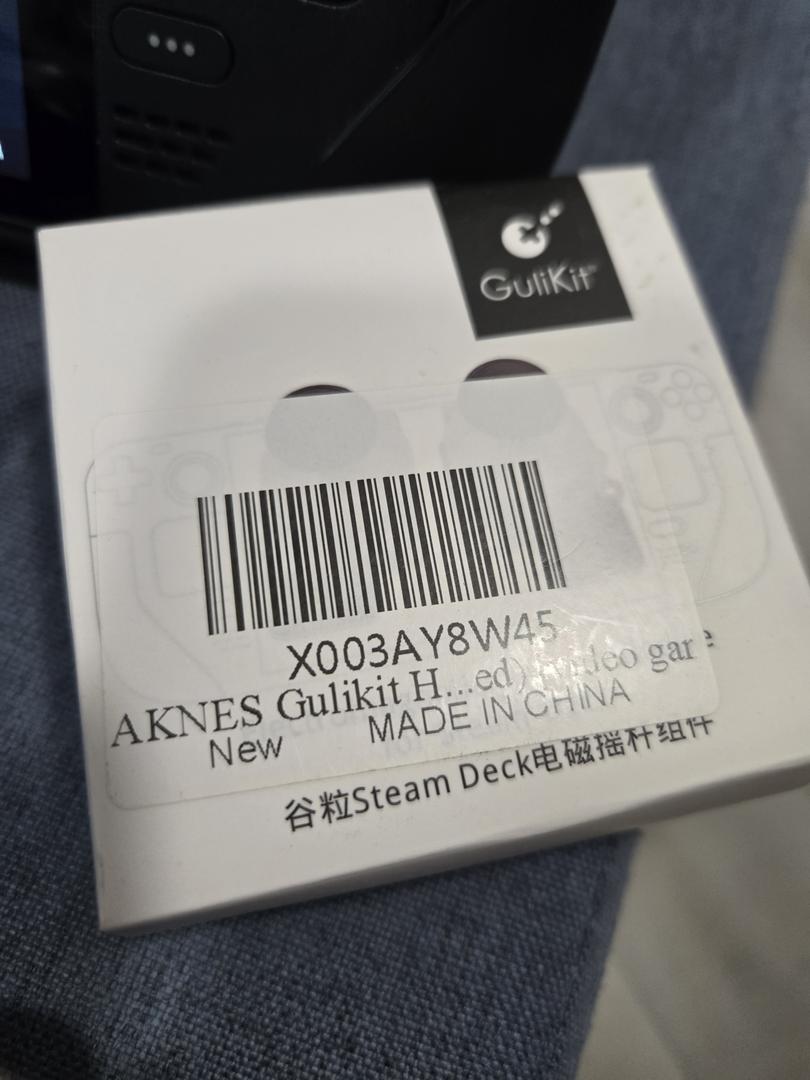 GuliKit
X003AY8W45
AKNES Gulikit H...ed) video gar
New MADE IN CHINA
谷粒Steam Deck电磁摇杆组件